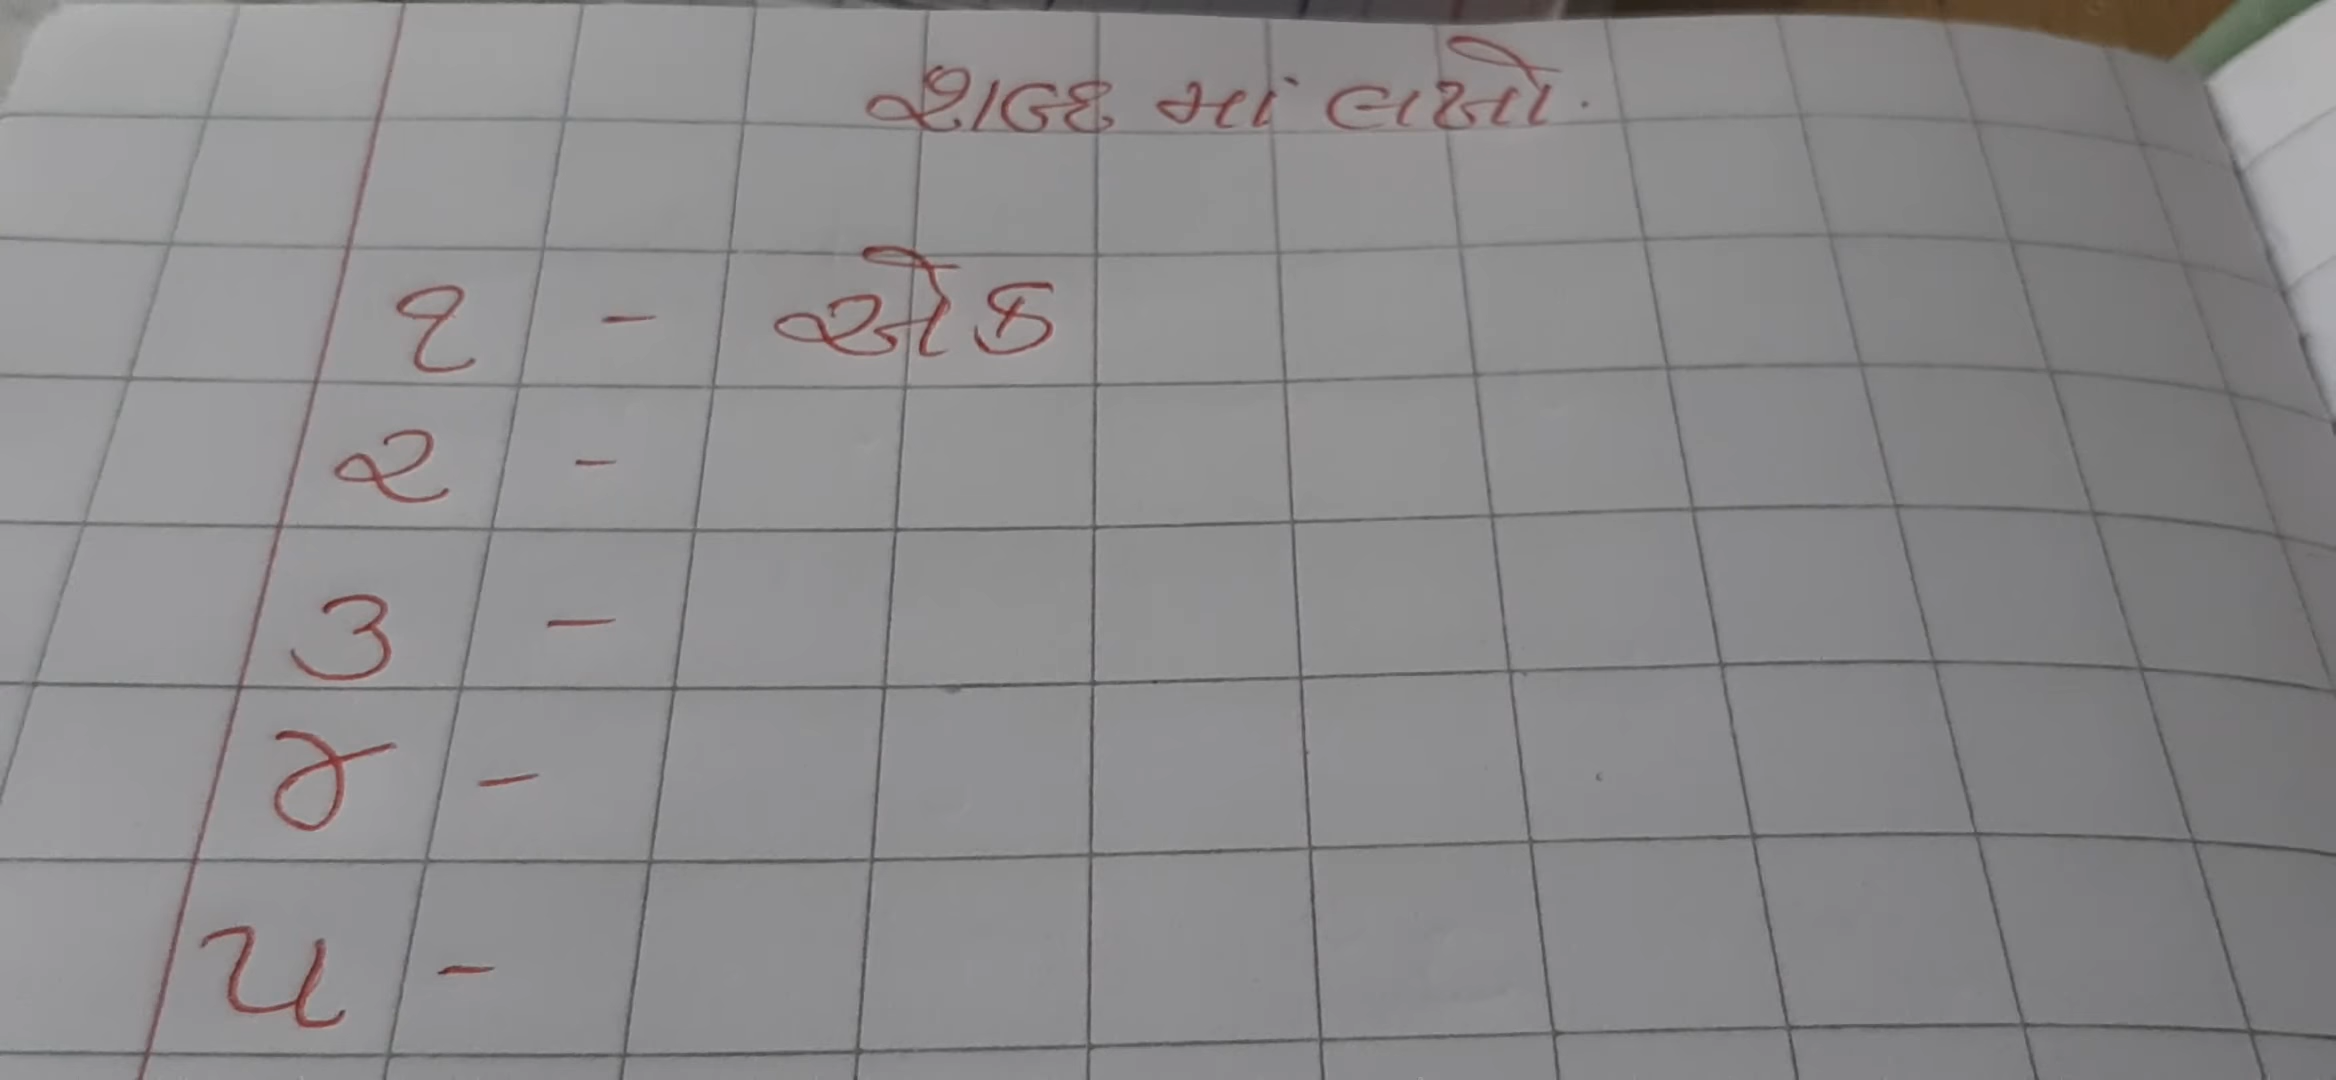 શબ્દ માં લખો.
૧ - એક
૨ -
૩ -
૪ -
૫ -